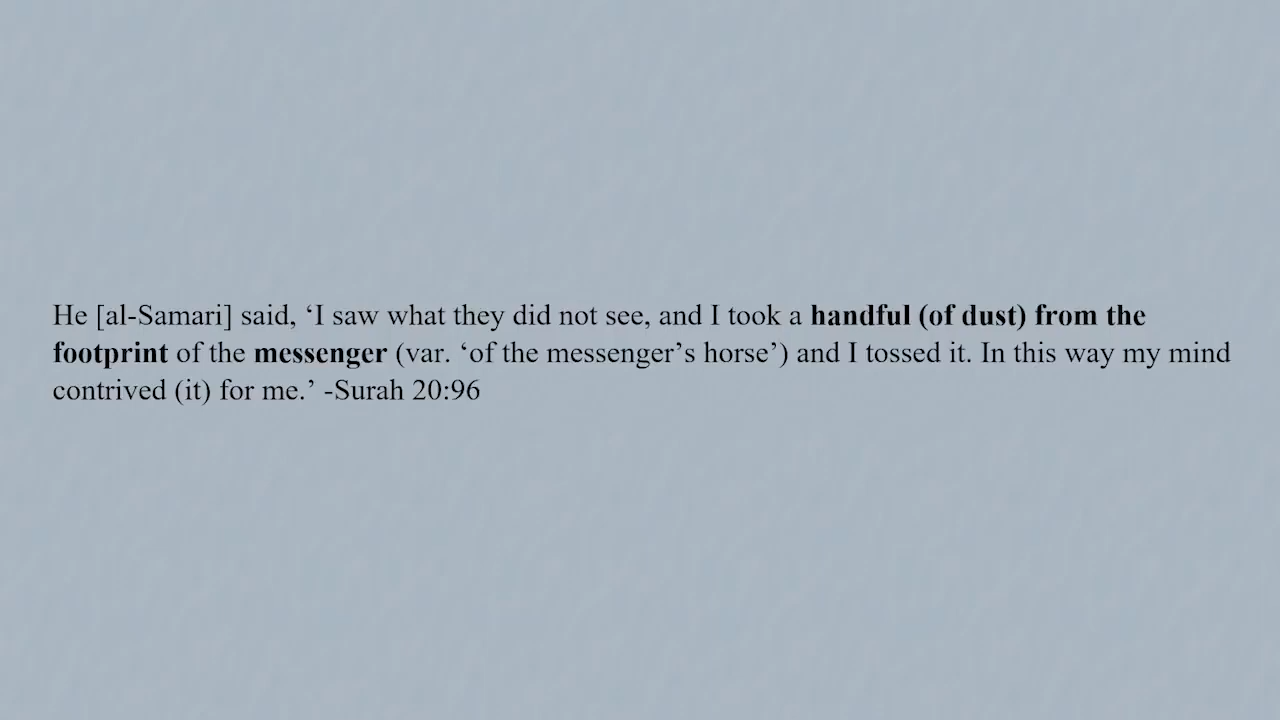 He [al-Samari] said, ‘I saw what they did not see, and I took a handful (of dust) from the
footprint of the messenger (var. ‘of the messenger’s horse’) and I tossed it. In this way my mind
contrived (it) for me.’ -Surah 20:96